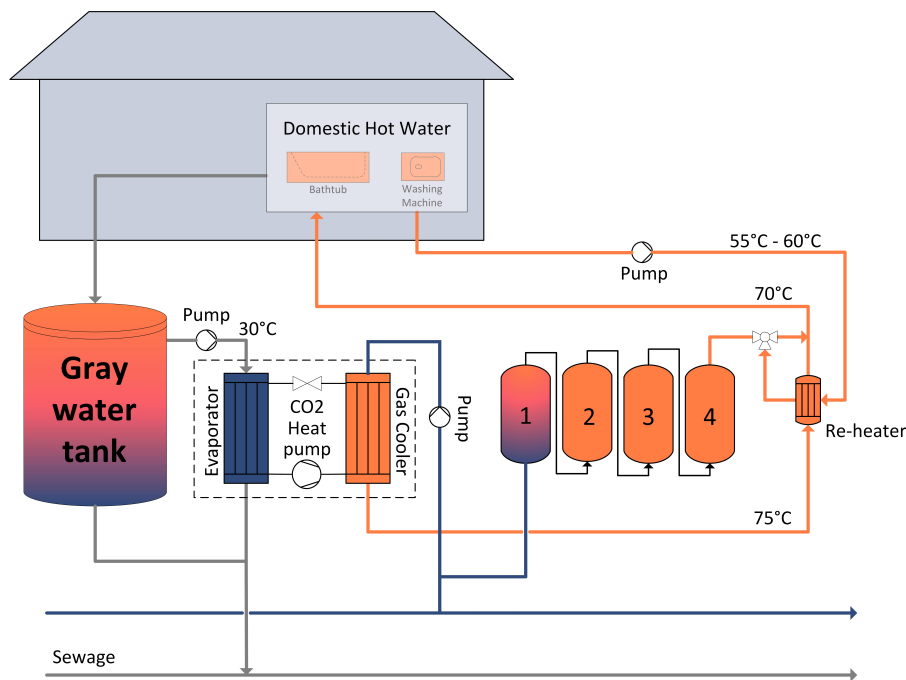 Domestic Hot Water
Bathtub
Washing
Machine
55°C - 60°C
Pump
70°C
Pump
30°C
Gray
water
tank
Evaporator
CO2
Heat
pump
Gas Cooler
Pump
1
2
3
4
Re-heater
75°C
Sewage